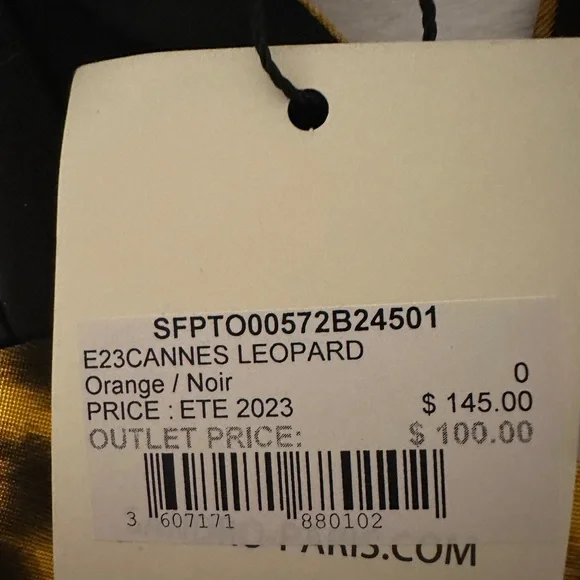 SFPTO00572B24501
E23CANNES LEOPARD
Orange / Noir 0
PRICE : ETE 2023 $ 145.00
OUTLET PRICE: $ 100.00
3 607171 880102
-PARIS.COM